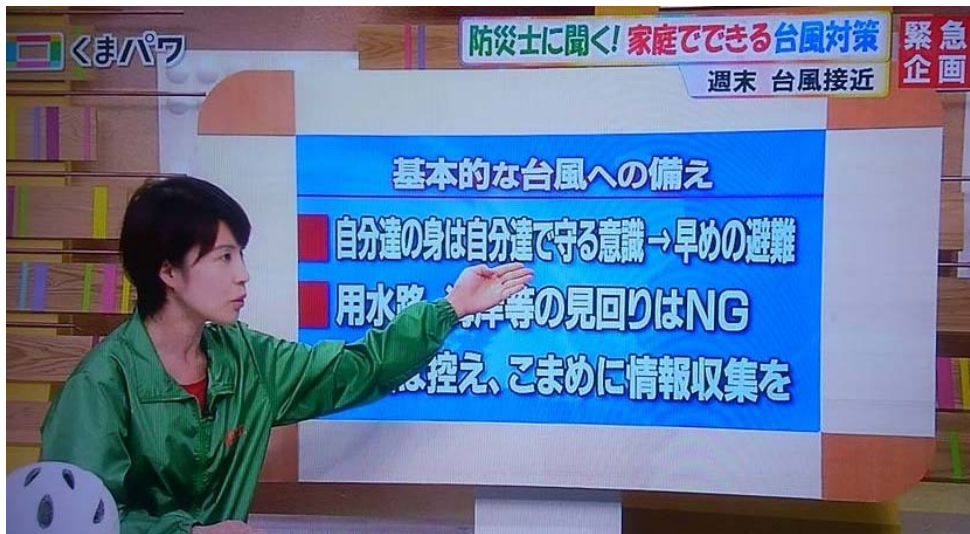 くまパワ
防災士に聞く!家庭でできる台風対策
緊急
企画
週末 台風接近
基本的な台風への備え
自分達の身は自分達で守る意識→早めの避難
用水路 海岸等の見回りはNG
は控え、こまめに情報収集を